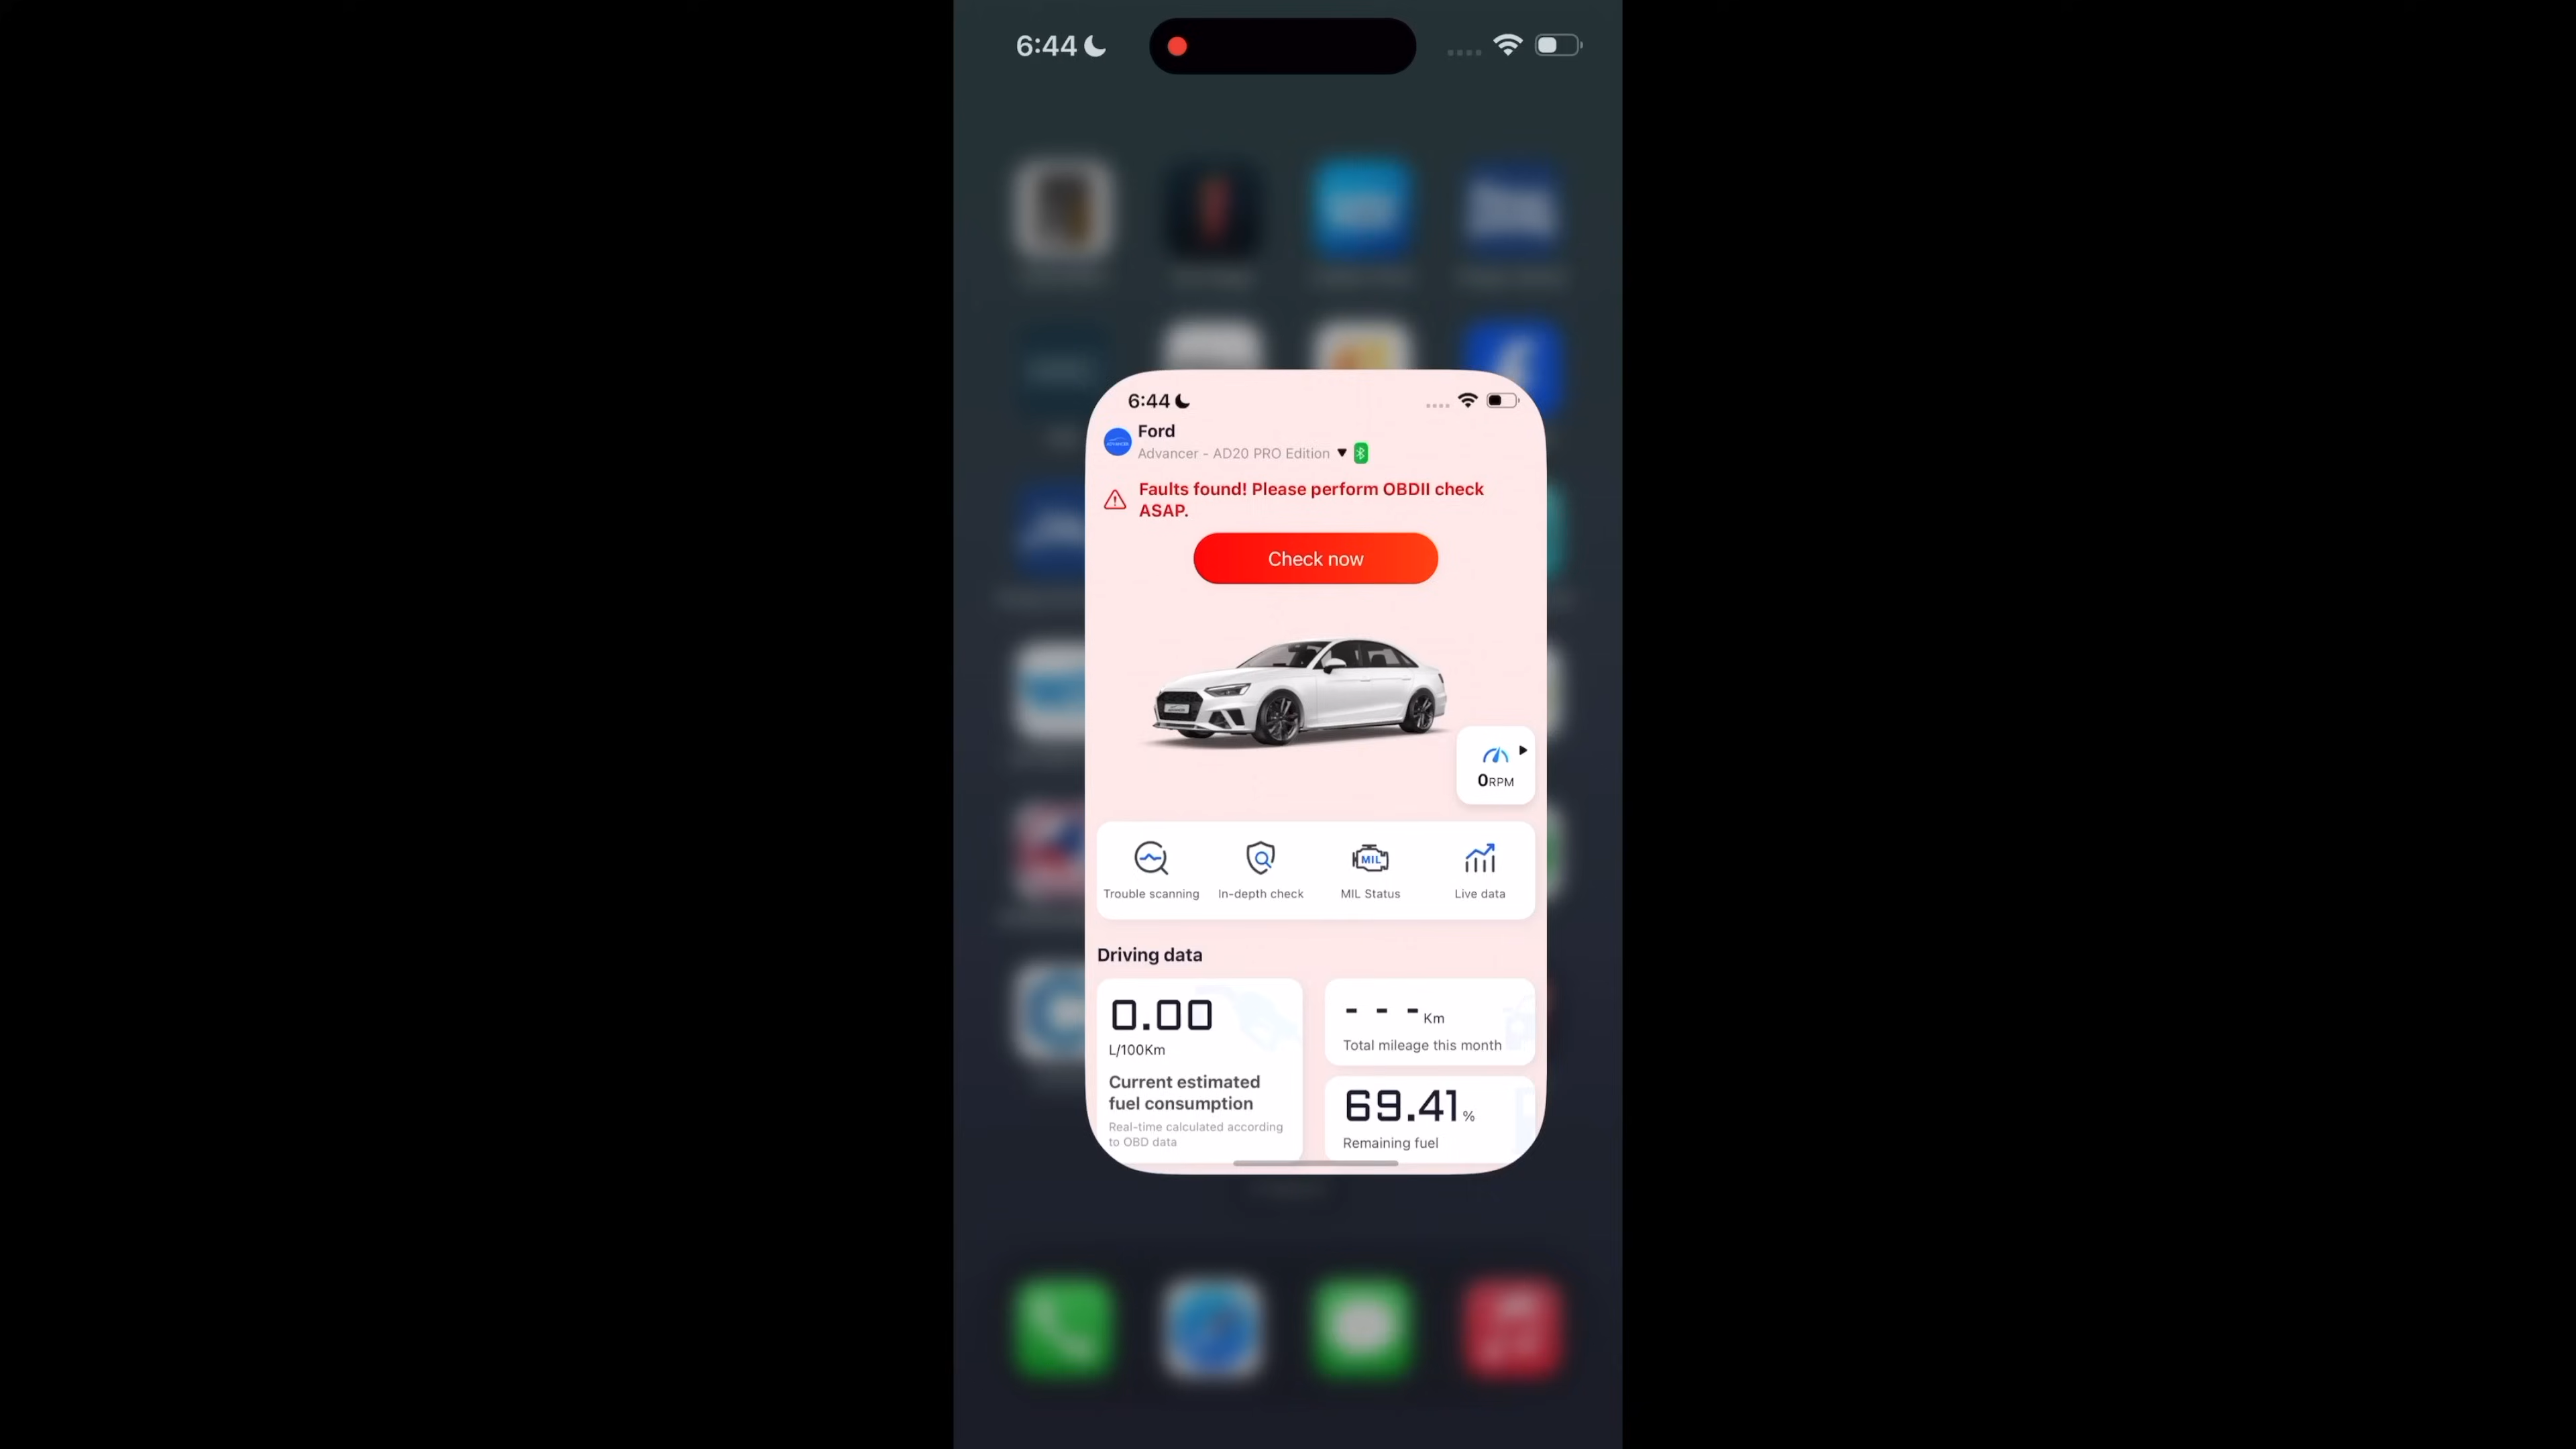 6:44
6:44
Ford
Advancer - AD20 PRO Edition
Faults found! Please perform OBDII check
ASAP.
Check now
0RPM
Trouble scanning
In-depth check
MIL
MIL Status
Live data
Driving data
0.00
L/100Km
Current estimated
fuel consumption
Real-time calculated according
to OBD data
- - - Km
Total mileage this month
69.41 %
Remaining fuel